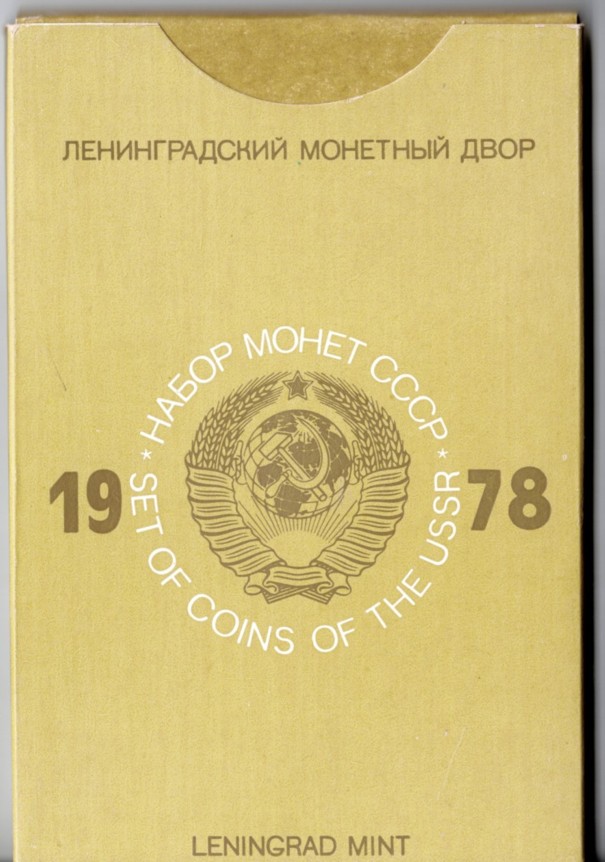 ЛЕНИНГРАДСКИЙ МОНЕТНЫЙ ДВОР
* НАБОР МОНЕТ СССР *
19 78
SET OF COINS OF THE USSR
LENINGRAD MINT